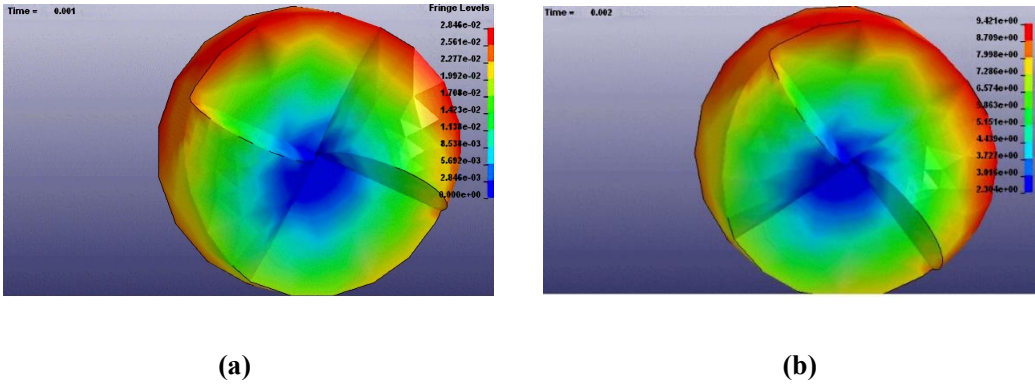 Time = 0.001
Fringe Levels
2.846e-02
2.561e-02
2.277e-02
1.992e-02
1.708e-02
1.423e-02
1.138e-02
8.538e-03
5.692e-03
2.846e-03
0.000e+00
Time = 0.002
9.421e+00
8.709e+00
7.998e+00
7.286e+00
6.574e+00
5.863e+00
5.151e+00
4.439e+00
3.727e+00
3.016e+00
2.304e+00
(a)
(b)